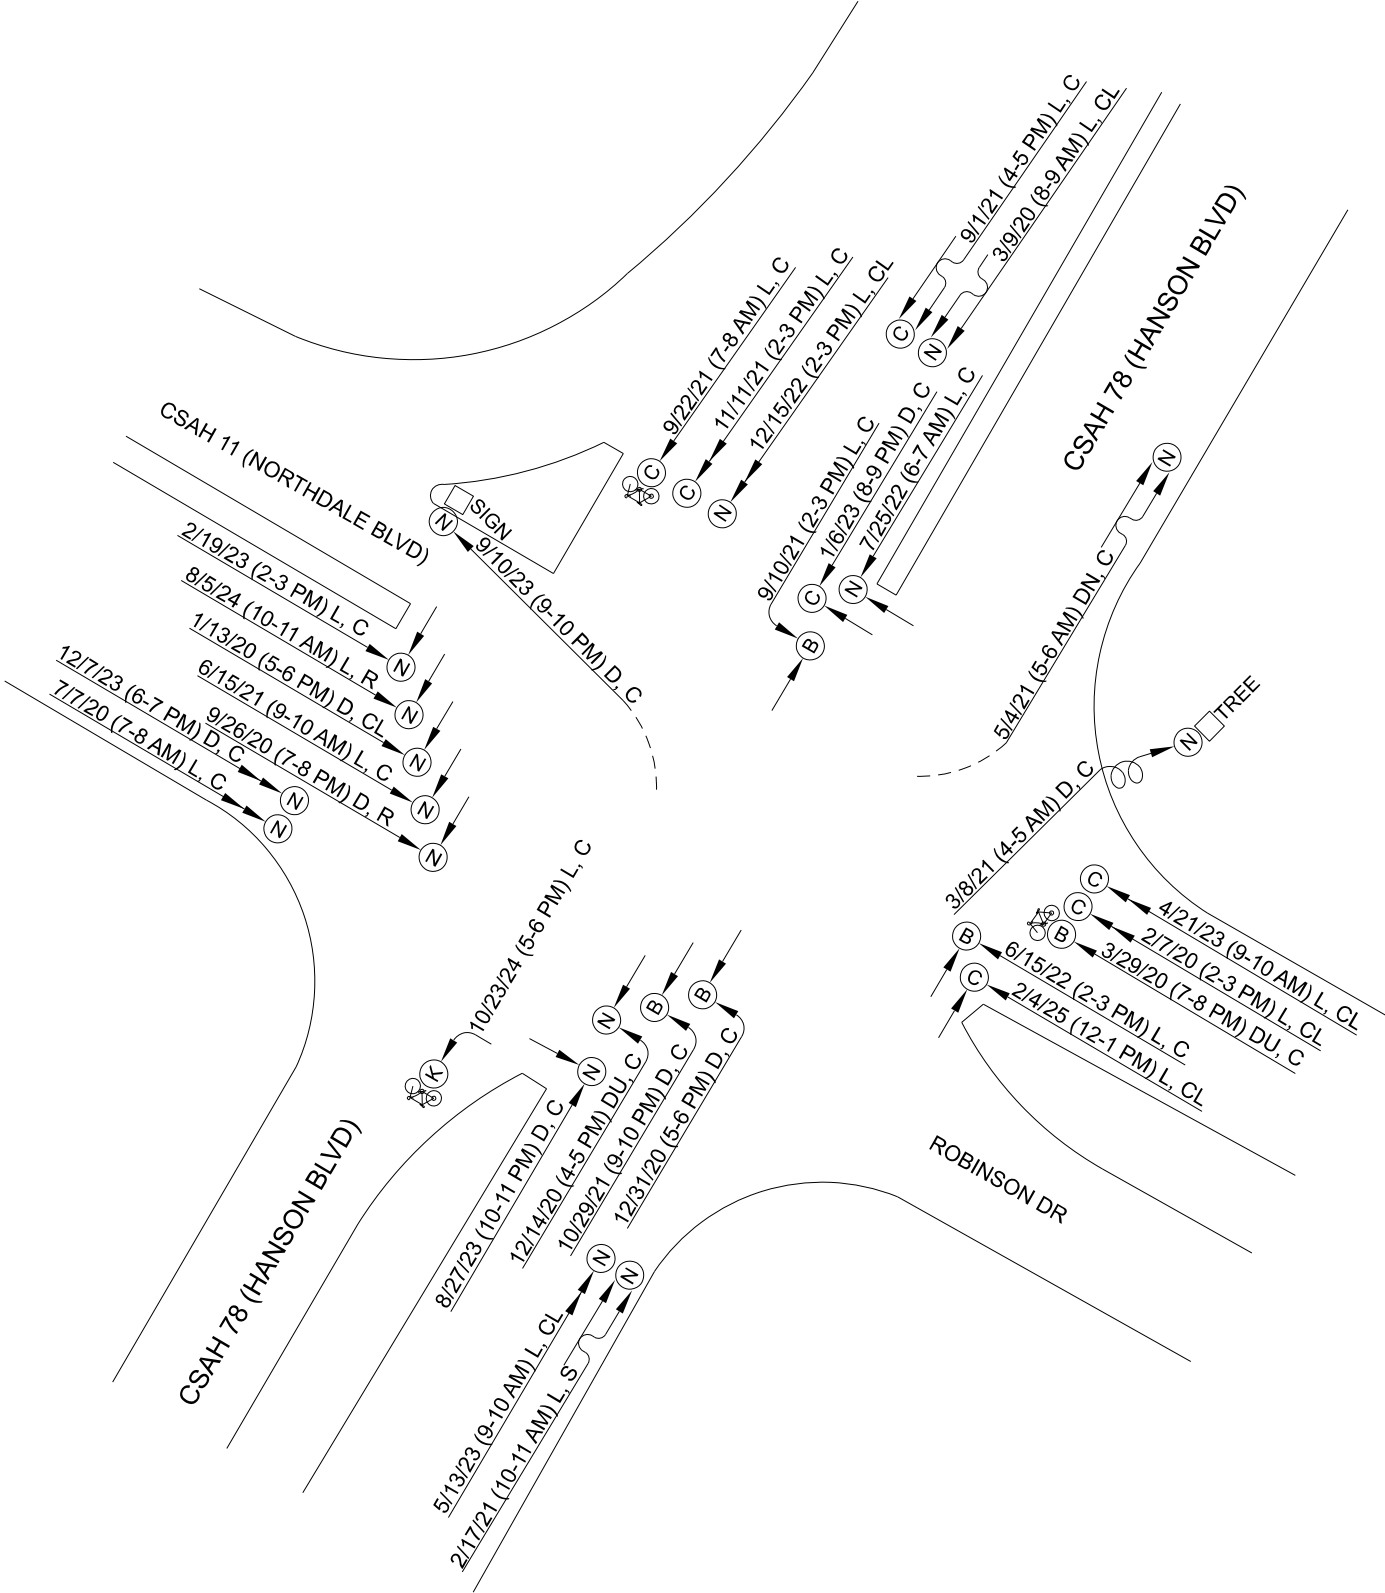 9/1/21 (4-5 PM) L, C
3/9/20 (8-9 AM) L, CL
C
N
CSAH 78 (HANSON BLVD)
9/22/21 (7-8 AM) L, C
11/11/21 (2-3 PM) L, C
12/15/22 (2-3 PM) L, CL
C
C
N
9/10/21 (2-3 PM) L, C
1/6/23 (8-9 PM) D, C
7/25/22 (6-7 AM) L, C
B
C
N
CSAH 11 (NORTHDALE BLVD)
SIGN
N
9/10/23 (9-10 PM) D, C
2/19/23 (2-3 PM) L, C
N
8/5/24 (10-11 AM) L, R
N
1/13/20 (5-6 PM) D, CL
N
6/15/21 (9-10 AM) L, C
N
9/26/20 (7-8 PM) D, R
N
12/7/23 (6-7 PM) D, C
N
7/7/20 (7-8 AM) L, C
N
5/4/21 (5-6 AM) DN, C
N
TREE
N
3/8/21 (4-5 AM) D, C
C
4/21/23 (9-10 AM) L, CL
C
2/7/20 (2-3 PM) L, CL
B
3/29/20 (7-8 PM) DU, C
B
6/15/22 (2-3 PM) L, C
C
2/4/25 (12-1 PM) L, CL
ROBINSON DR
10/23/24 (5-6 PM) L, C
K
N
8/27/23 (10-11 PM) D, C
N
12/14/20 (4-5 PM) DU, C
B
10/29/21 (9-10 PM) D, C
B
12/31/20 (5-6 PM) D, C
CSAH 78 (HANSON BLVD)
N
5/13/23 (9-10 AM) L, CL
N
2/17/21 (10-11 AM) L, S